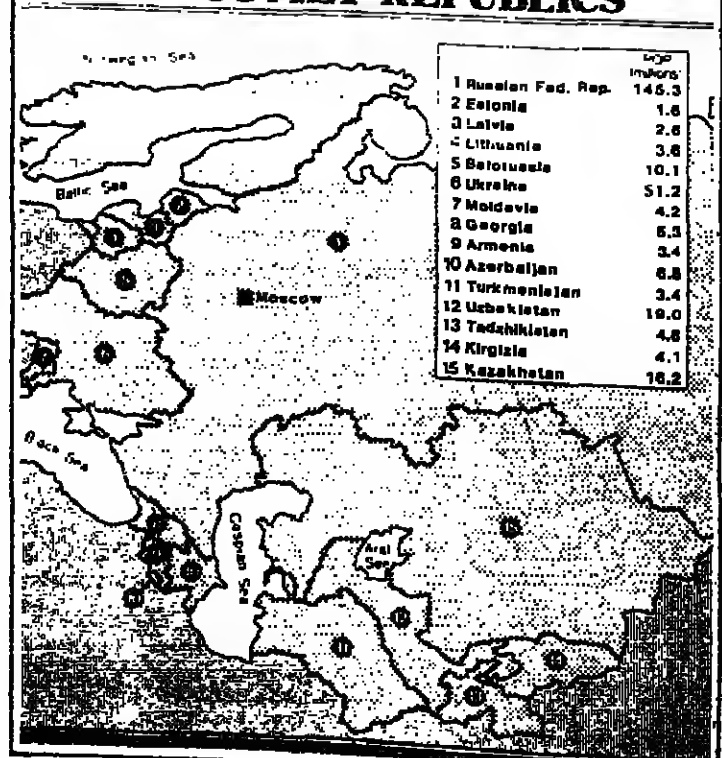 REPUBLICS
Sea
1 Russian Fed. Rep. 145.3
2 Estonia 1.6
3 Latvia 2.6
4 Lithuania 3.6
5 Belorussia 10.1
6 Ukraine 51.2
7 Moldavia 4.2
8 Georgia 5.3
9 Armenia 3.4
10 Azerbaijan 6.8
11 Turkmenistan 3.4
12 Uzbekistan 19.0
13 Tadzhikistan 4.8
14 Kirgizia 4.1
15 Kazakhstan 16.2
Baltic Sea
Moscow
Sea
Caspian Sea
Aral
Sea